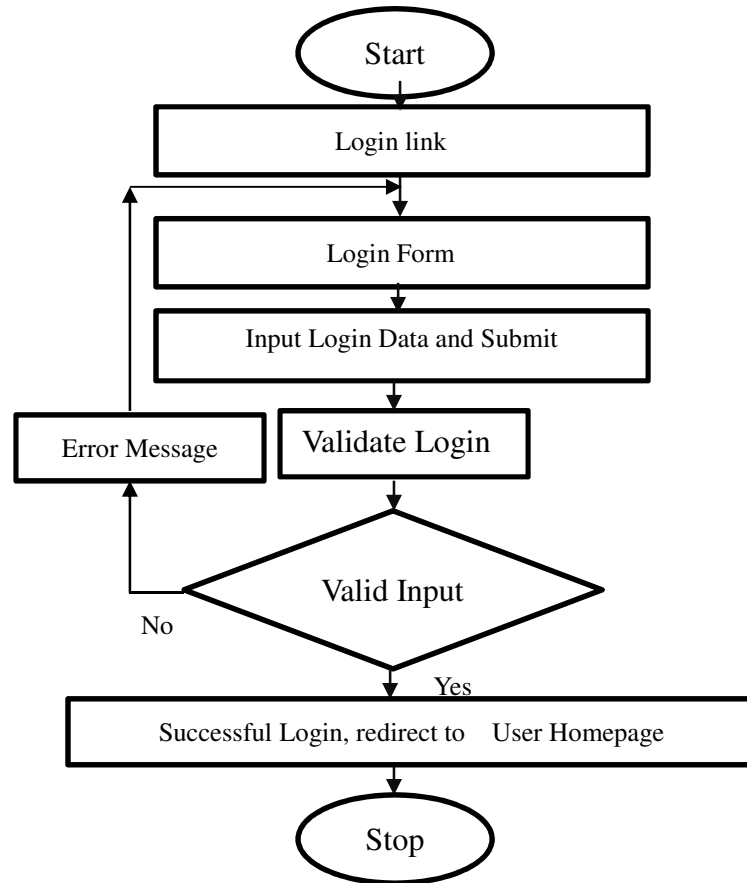 Start
Login link
Login Form
Input Login Data and Submit
Error Message
Validate Login
Valid Input
No
Yes
Successful Login, redirect to User Homepage
Stop